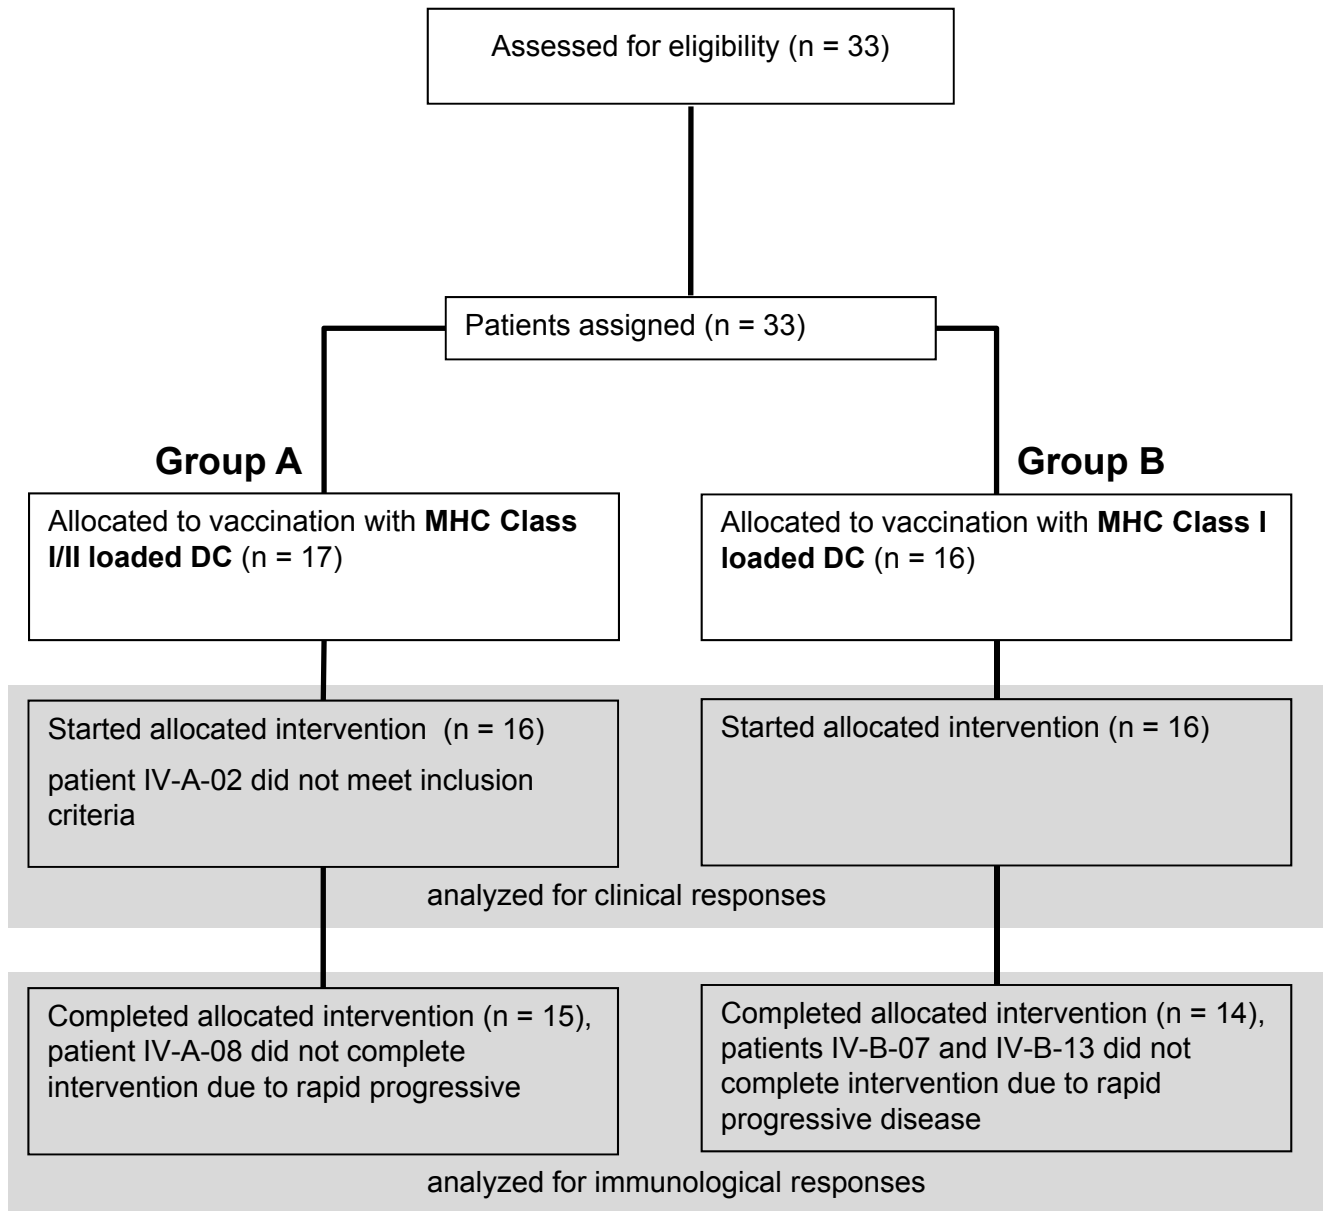 Assessed for eligibility (n = 33)
Patients assigned (n = 33)
Group A
Group B
Allocated to vaccination with MHC Class
I/II loaded DC (n = 17)
Allocated to vaccination with MHC Class I
loaded DC (n = 16)
Started allocated intervention  (n = 16)
patient IV-A-02 did not meet inclusion
criteria
Started allocated intervention (n = 16)
analyzed for clinical responses
Completed allocated intervention (n = 15),
patient IV-A-08 did not complete
intervention due to rapid progressive
Completed allocated intervention (n = 14),
patients IV-B-07 and IV-B-13 did not
complete intervention due to rapid
progressive disease
analyzed for immunological responses